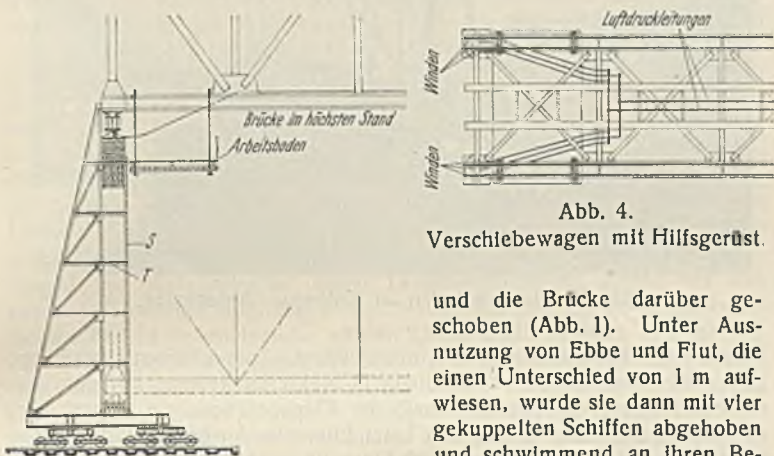 Luftdruckleitungen
Winden
Winden
Brücke im höchsten Stand
Arbeitsboden
S
T
Abb. 4.
Verschiebewagen mit Hilfsgerüst.
und die Brücke darüber ge-
schoben (Abb. 1). Unter Aus-
nutzung von Ebbe und Flut, die
einen Unterschied von 1 m auf-
wiesen, wurde sie dann mit vier
gekuppelten Schiffen abgehoben
und schwimmend an ihren Be-